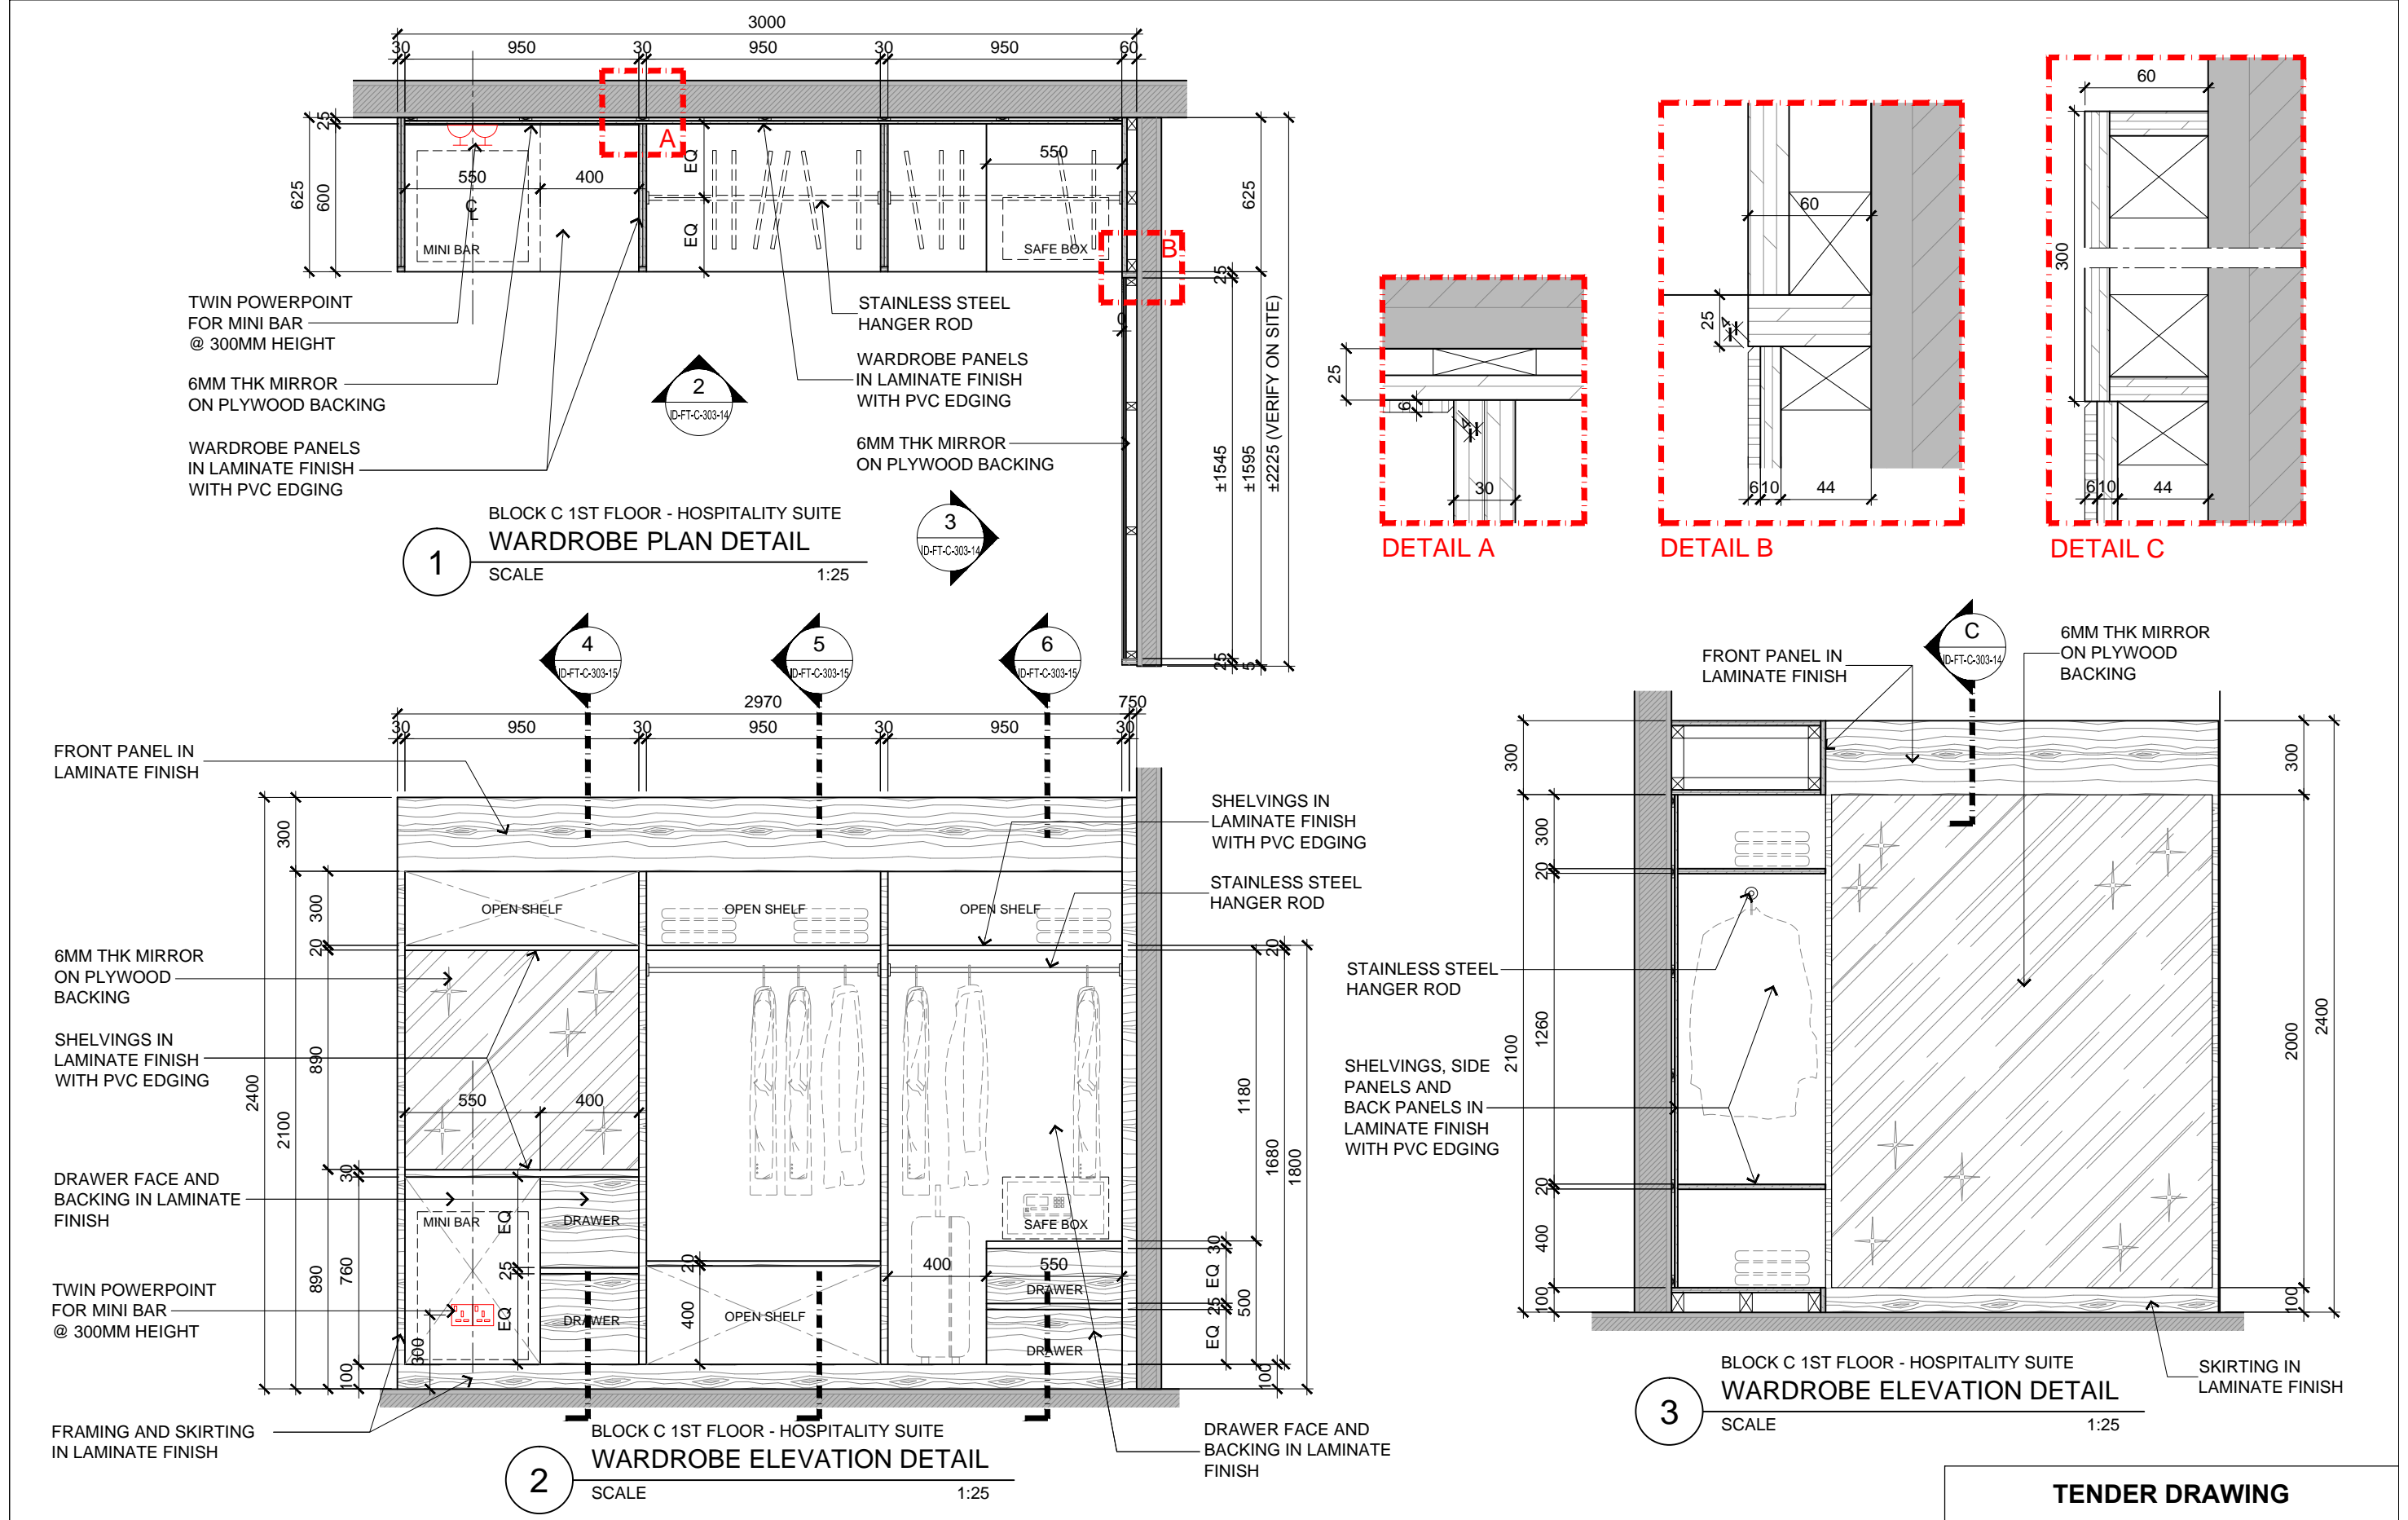 3000
30
950
30
950
30
950
60
25
625
600
A
550
400
EQ
EQ
550
625
C
L
MINI BAR
SAFE BOX
B
25
0
TWIN POWERPOINT
FOR MINI BAR
@ 300MM HEIGHT
6MM THK MIRROR
ON PLYWOOD BACKING
WARDROBE PANELS
IN LAMINATE FINISH
WITH PVC EDGING
STAINLESS STEEL
HANGER ROD
WARDROBE PANELS
IN LAMINATE FINISH
WITH PVC EDGING
6MM THK MIRROR
ON PLYWOOD BACKING
2
ID-FT-C-303-14
3
ID-FT-C-303-14
±1545
±1595
±2225 (VERIFY ON SITE)
25
5
1
BLOCK C 1ST FLOOR - HOSPITALITY SUITE
WARDROBE PLAN DETAIL
SCALE 1:25
25
6
4
30
DETAIL A
60
25
4
6
10
44
DETAIL B
60
300
6
10
44
DETAIL C
4
ID-FT-C-303-15
5
ID-FT-C-303-15
6
ID-FT-C-303-15
2970
750
30
950
30
950
30
950
30
FRONT PANEL IN
LAMINATE FINISH
6MM THK MIRROR
ON PLYWOOD
BACKING
SHELVINGS IN
LAMINATE FINISH
WITH PVC EDGING
DRAWER FACE AND
BACKING IN LAMINATE
FINISH
TWIN POWERPOINT
FOR MINI BAR
@ 300MM HEIGHT
FRAMING AND SKIRTING
IN LAMINATE FINISH
2400
300
2100
300
20
890
30
890
760
100
300
OPEN SHELF
OPEN SHELF
OPEN SHELF
550
400
MINI BAR
EQ
25
EQ
DRAWER
DRAWER
20
400
OPEN SHELF
SAFE BOX
400
550
DRAWER
DRAWER
20
1180
1680
1800
30
EQ
25
EQ
500
100
SHELVINGS IN
LAMINATE FINISH
WITH PVC EDGING
STAINLESS STEEL
HANGER ROD
DRAWER FACE AND
BACKING IN LAMINATE
FINISH
2
BLOCK C 1ST FLOOR - HOSPITALITY SUITE
WARDROBE ELEVATION DETAIL
SCALE 1:25
C
ID-FT-C-303-14
FRONT PANEL IN
LAMINATE FINISH
6MM THK MIRROR
ON PLYWOOD
BACKING
STAINLESS STEEL
HANGER ROD
SHELVINGS, SIDE
PANELS AND
BACK PANELS IN
LAMINATE FINISH
WITH PVC EDGING
300
2100
300
20
1260
20
400
100
300
2000
2400
100
SKIRTING IN
LAMINATE FINISH
3
BLOCK C 1ST FLOOR - HOSPITALITY SUITE
WARDROBE ELEVATION DETAIL
SCALE 1:25
TENDER DRAWING